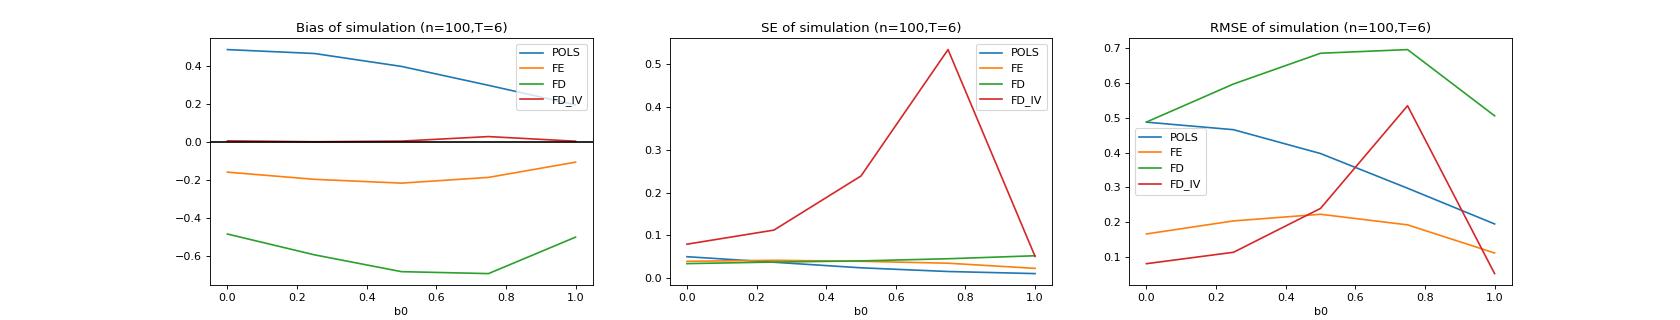 Bias of simulation (n=100,T=6)
0.4
0.2
0.0
−0.2
−0.4
−0.6
0.0 0.2 0.4 0.6 0.8 1.0
b0
POLS
FE
FD
FD_IV
SE of simulation (n=100,T=6)
0.5
0.4
0.3
0.2
0.1
0.0
0.0 0.2 0.4 0.6 0.8 1.0
b0
POLS
FE
FD
FD_IV
RMSE of simulation (n=100,T=6)
0.7
0.6
0.5
0.4
0.3
0.2
0.1
0.0 0.2 0.4 0.6 0.8 1.0
b0
POLS
FE
FD
FD_IV